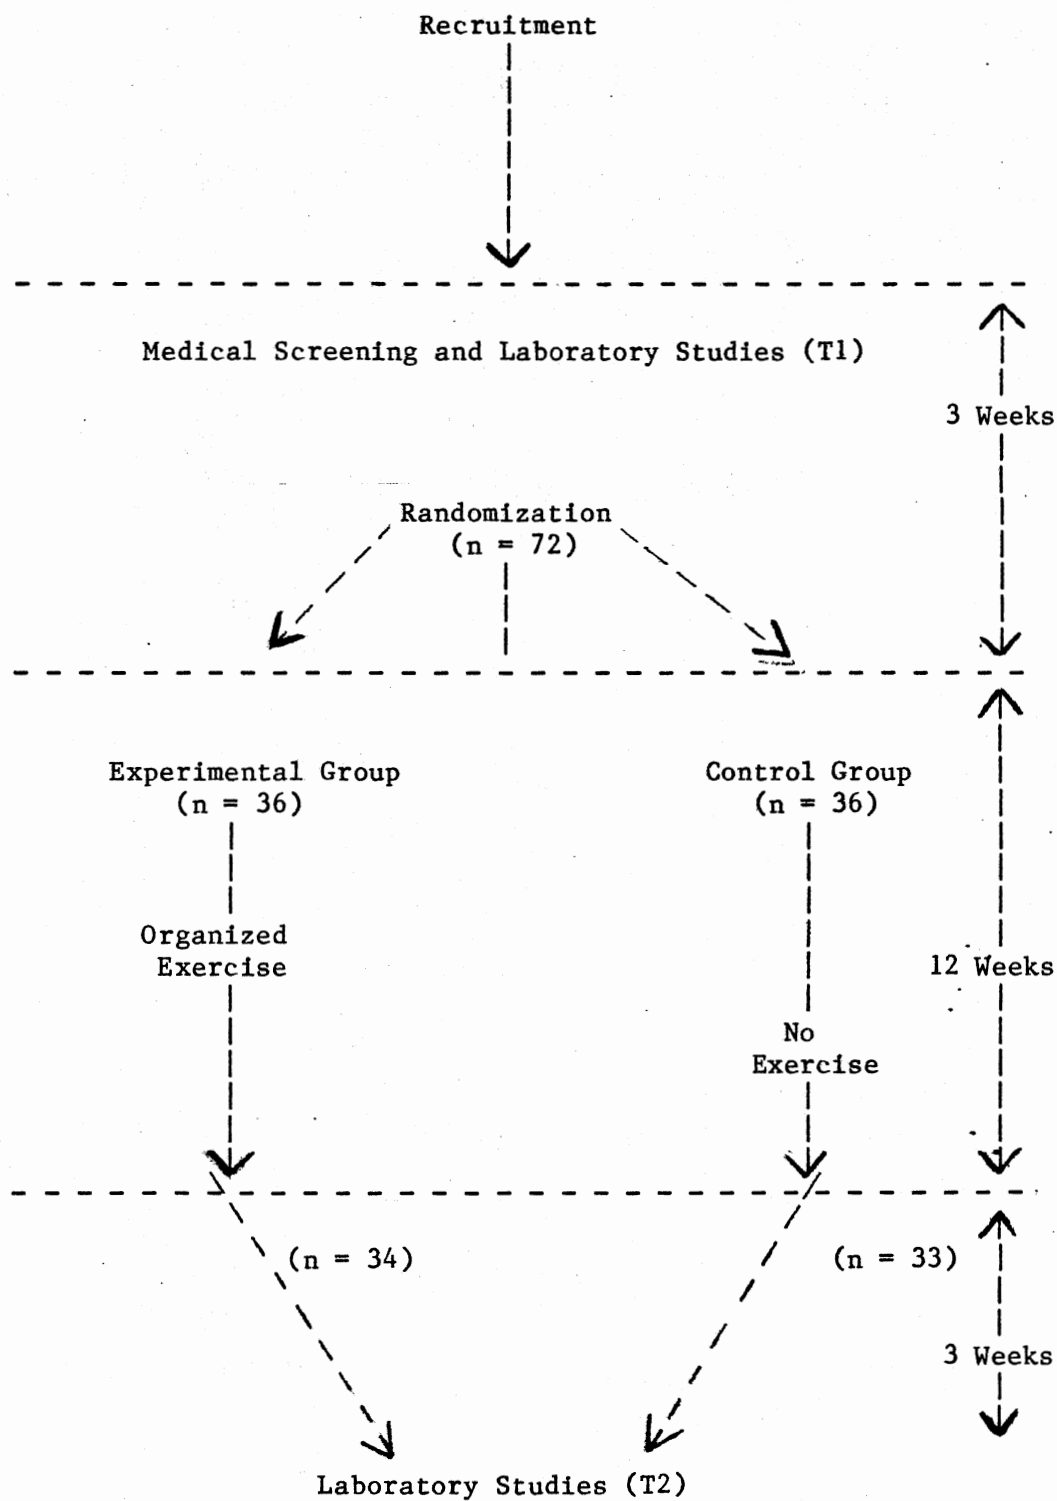 Recruitment
Medical Screening and Laboratory Studies (T1)
3 Weeks
Randomization
(n = 72)
Experimental Group
(n = 36)
Control Group
(n = 36)
Organized
Exercise
12 Weeks
No
Exercise
(n = 34)
(n = 33)
3 Weeks
Laboratory Studies (T2)